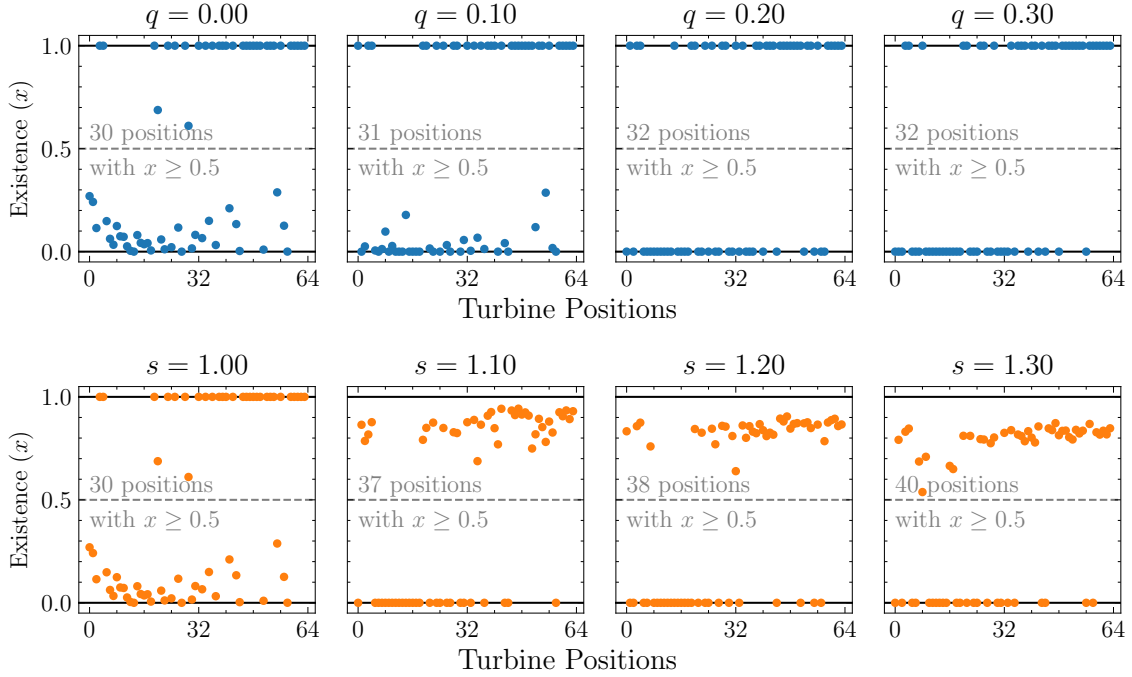 q = 0.00 q = 0.10 q = 0.20 q = 0.30
Existence (x)
1.0
0.5
0.0
30 positions
with x ≥ 0.5
31 positions
with x ≥ 0.5
32 positions
with x ≥ 0.5
32 positions
with x ≥ 0.5
0 32 64 0 32 64 0 32 64 0 32 64
Turbine Positions
s = 1.00 s = 1.10 s = 1.20 s = 1.30
Existence (x)
1.0
0.5
0.0
30 positions
with x ≥ 0.5
37 positions
with x ≥ 0.5
38 positions
with x ≥ 0.5
40 positions
with x ≥ 0.5
0 32 64 0 32 64 0 32 64 0 32 64
Turbine Positions